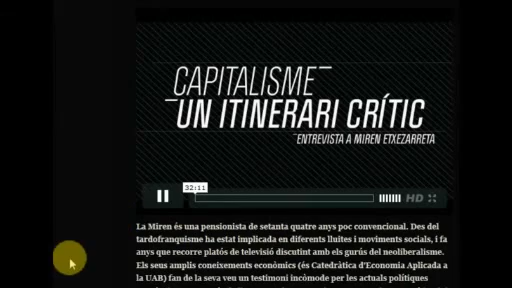 CAPITALISME
UN ITINERARI CRÍTIC
ENTREVISTA A MIREN ETXEZARRETA
32:11
HD
La Miren és una pensionista de setanta quatre anys poc convencional. Des del
tardofranquisme ha estat implicada en diferents lluites i moviments socials, i fa
anys que recorre platós de televisió discutint amb els gurús del neoliberalisme.
Els seus amplis coneixements econòmics (és Catedràtica d'Economia Aplicada a
la UAB) fan de la seva veu un testimoni incòmode per les actuals polítiques